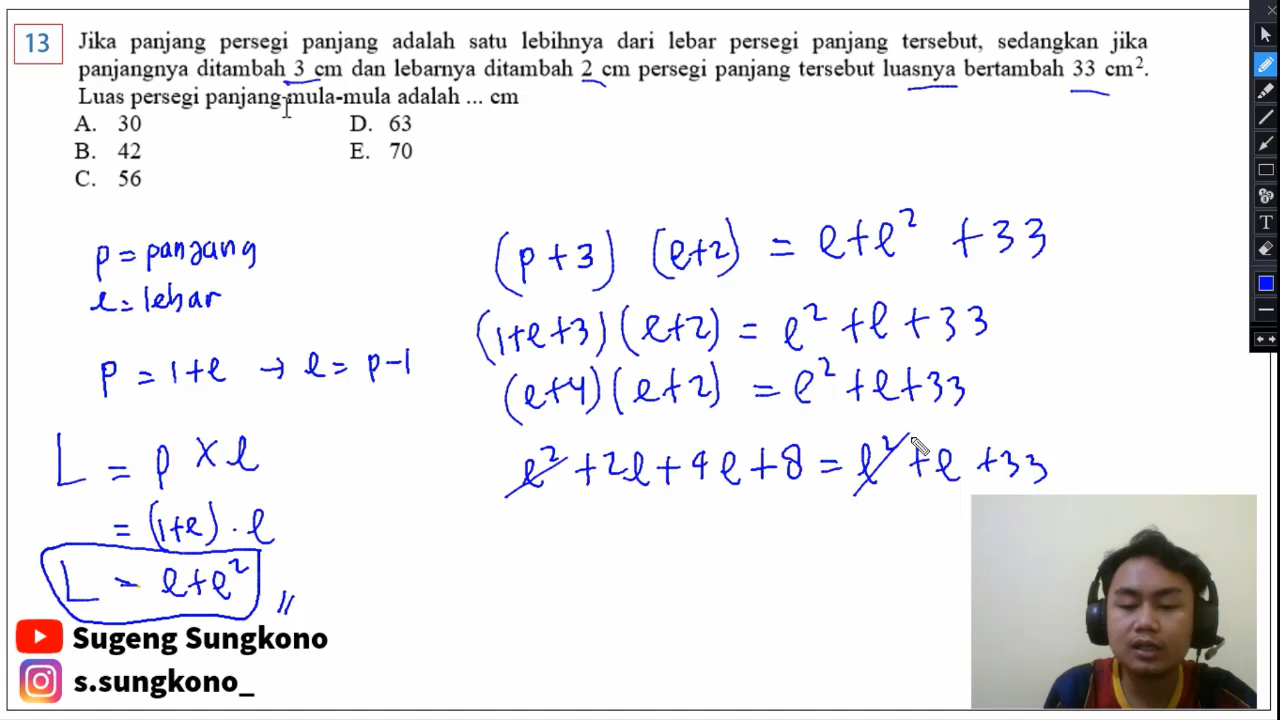 13
Jika panjang persegi panjang adalah satu lebihnya dari lebar persegi panjang tersebut, sedangkan jika
panjangnya ditambah 3 cm dan lebarnya ditambah 2 cm persegi panjang tersebut luasnya bertambah 33 cm².
Luas persegi panjang-mula-mula adalah ... cm
A. 30
B. 42
C. 56
D. 63
E. 70
p = panjang
l = lebar
p = 1+l → l = p-1
L = p × l
= (1+l) . l
L = l+l² //
(p+3) (l+2) = l+l² +33
(1+l+3)(l+2) = l²+l+33
(l+4)(l+2) = l²+l+33
l²+2l+4l+8 = l²+l+33
Sugeng Sungkono
s.sungkono_
T